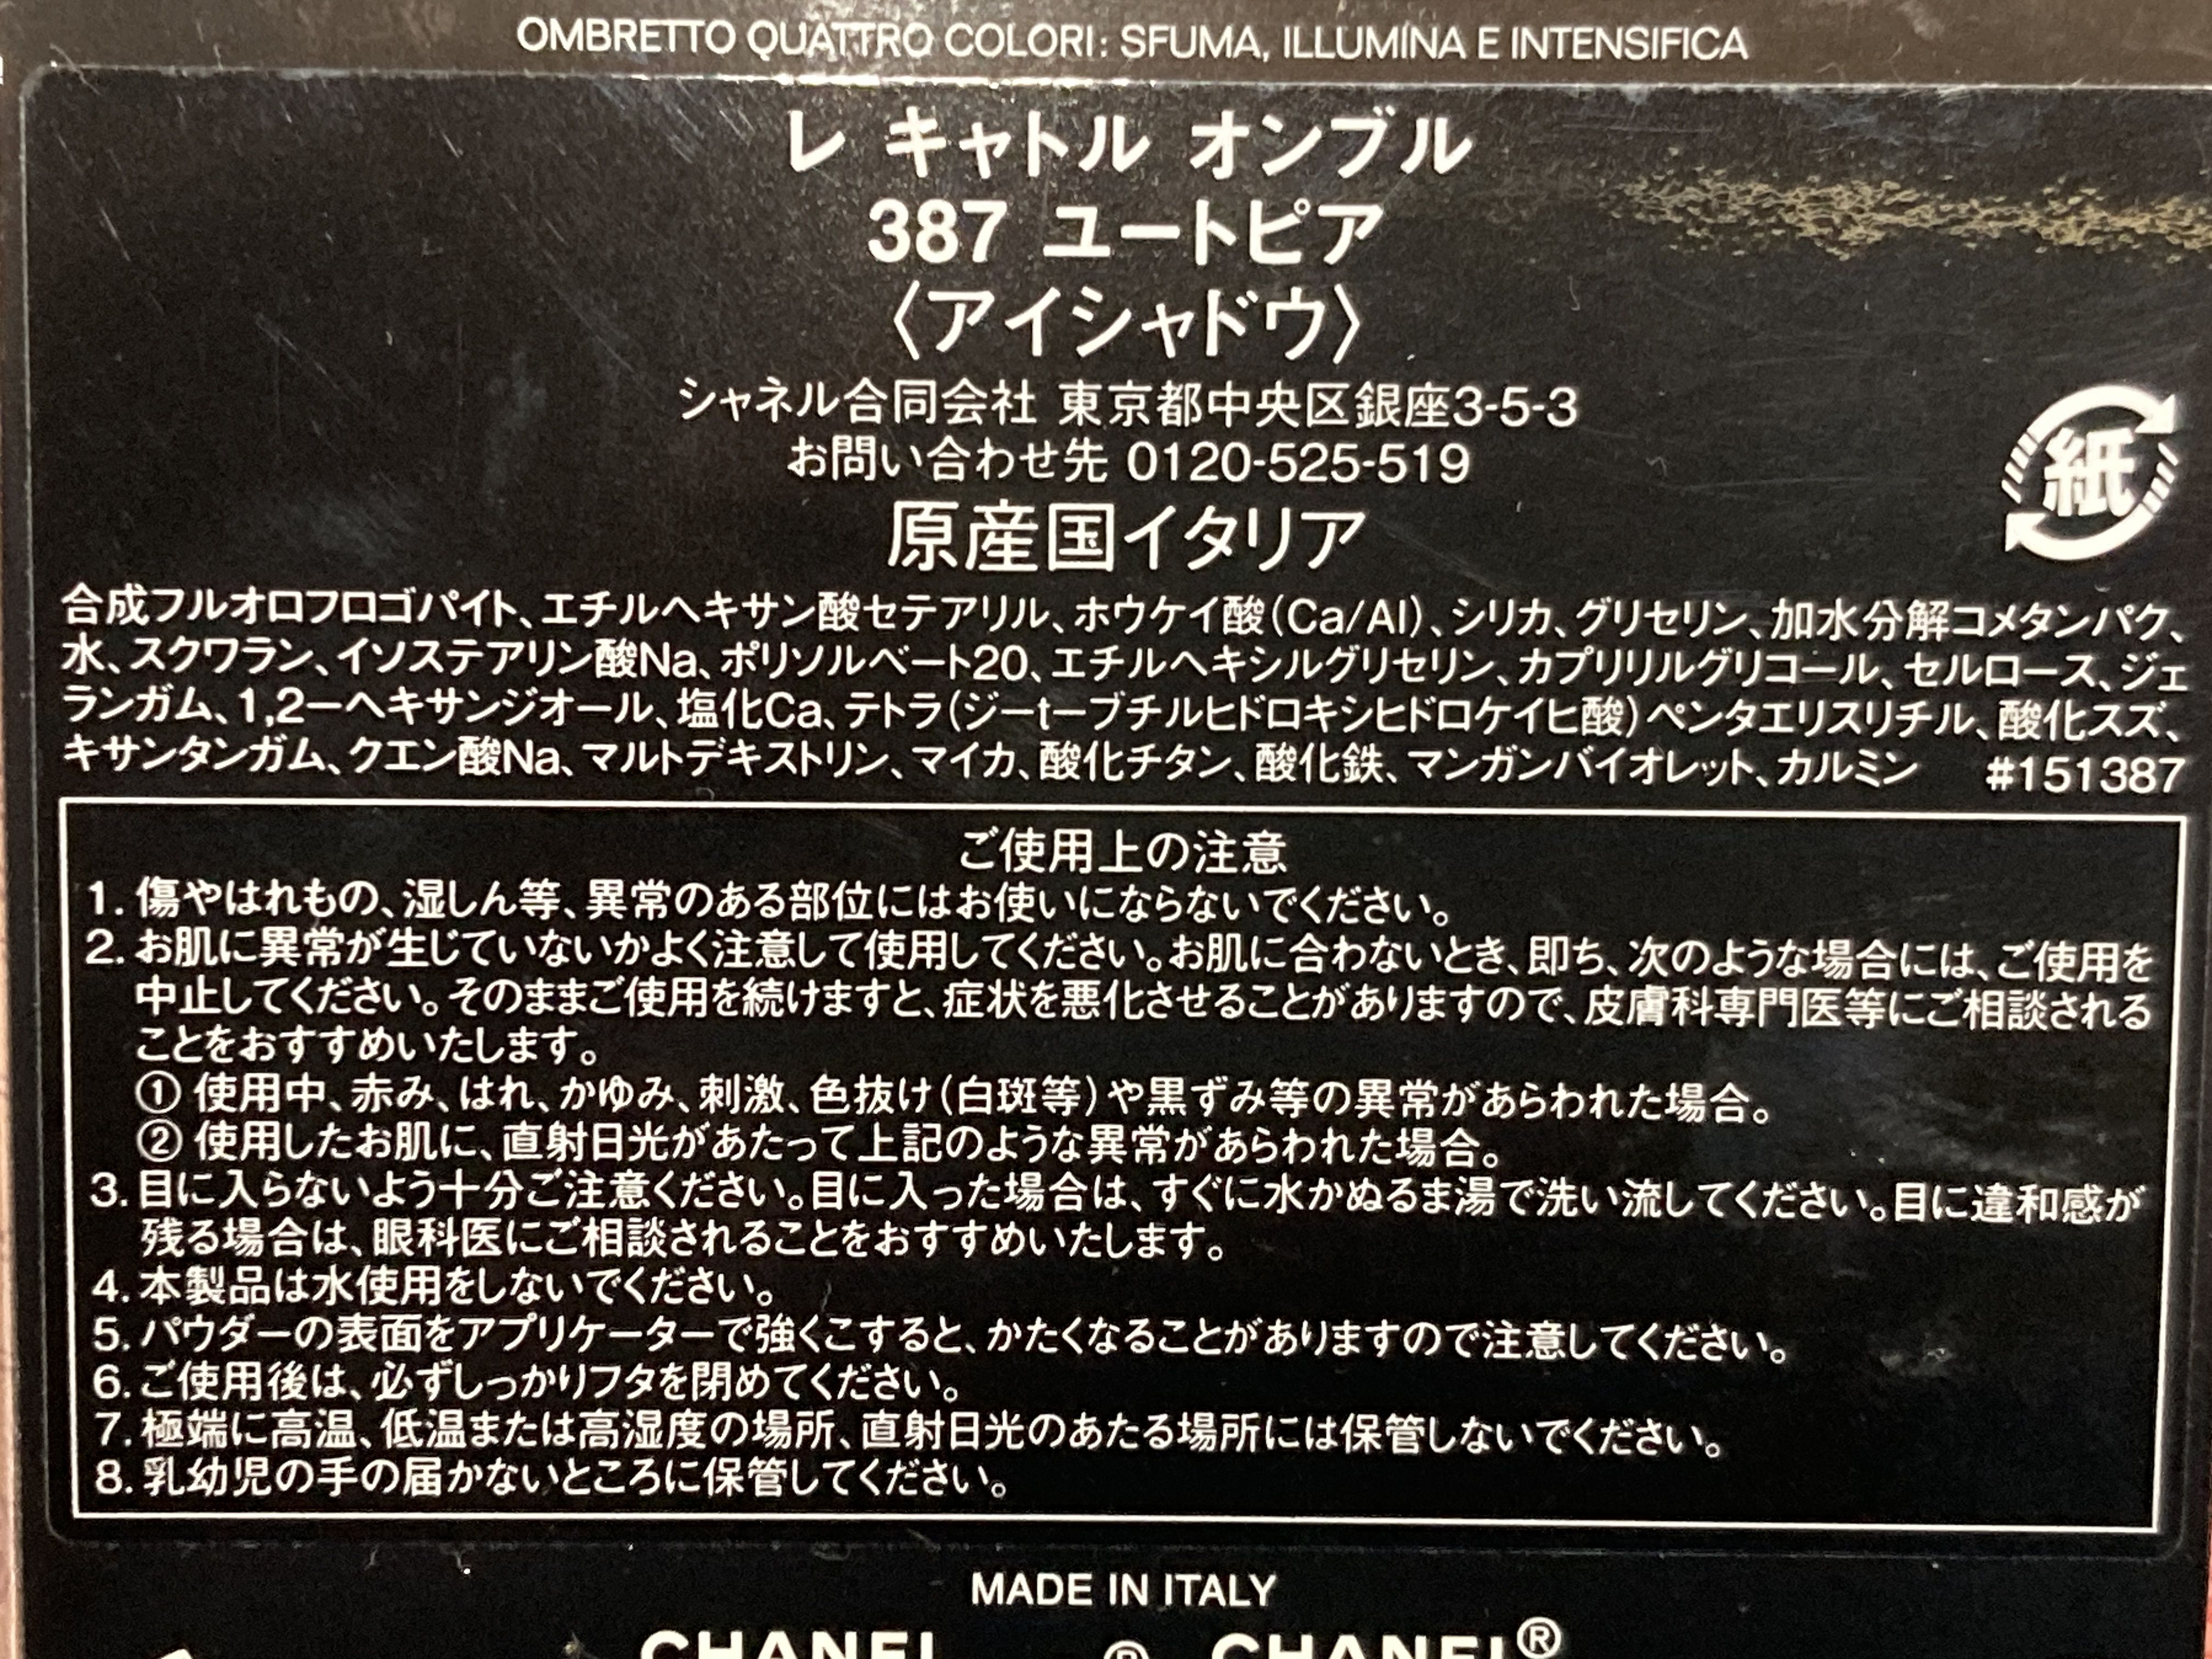 OMBRETTO QUATTRO COLORI: SFUMA, ILLUMINA E INTENSIFICA
レ キャトル オンブル
387 ユートピア
〈アイシャドウ〉
シャネル合同会社 東京都中央区銀座3-5-3
お問い合わせ先 0120-525-519
紙
原産国イタリア
合成フルオロフロゴパイト、エチルヘキサン酸セテアリル、ホウケイ酸(Ca/Al)、シリカ、グリセリン、加水分解コメタンパク、
水、スクワラン、イソステアリン酸Na、ポリソルベート20、エチルヘキシルグリセリン、カプリリルグリコール、セルロース、ジェ
ランガム、1,2ーヘキサンジオール、塩化Ca、テトラ(ジーtーブチルヒドロキシヒドロケイヒ酸)ペンタエリスリチル、酸化スズ、
キサンタンガム、クエン酸Na、マルトデキストリン、マイカ、酸化チタン、酸化鉄、マンガンバイオレット、カルミン #151387
ご使用上の注意
1. 傷やはれもの、湿しん等、異常のある部位にはお使いにならないでください。
2. お肌に異常が生じていないかよく注意して使用してください。お肌に合わないとき、即ち、次のような場合には、ご使用を
中止してください。そのままご使用を続けますと、症状を悪化させることがありますので、皮膚科専門医等にご相談される
ことをおすすめいたします。
① 使用中、赤み、はれ、かゆみ、刺激、色抜け(白斑等)や黒ずみ等の異常があらわれた場合。
② 使用したお肌に、直射日光があたって上記のような異常があらわれた場合。
3. 目に入らないよう十分ご注意ください。目に入った場合は、すぐに水かぬるま湯で洗い流してください。目に違和感が
残る場合は、眼科医にご相談されることをおすすめいたします。
4. 本製品は水使用をしないでください。
5. パウダーの表面をアプリケーターで強くこすると、かたくなることがありますので注意してください。
6. ご使用後は、必ずしっかりフタを閉めてください。
7. 極端に高温、低温または高湿度の場所、直射日光のあたる場所には保管しないでください。
8. 乳幼児の手の届かないところに保管してください。
MADE IN ITALY
CHANEL ® CHANEL®